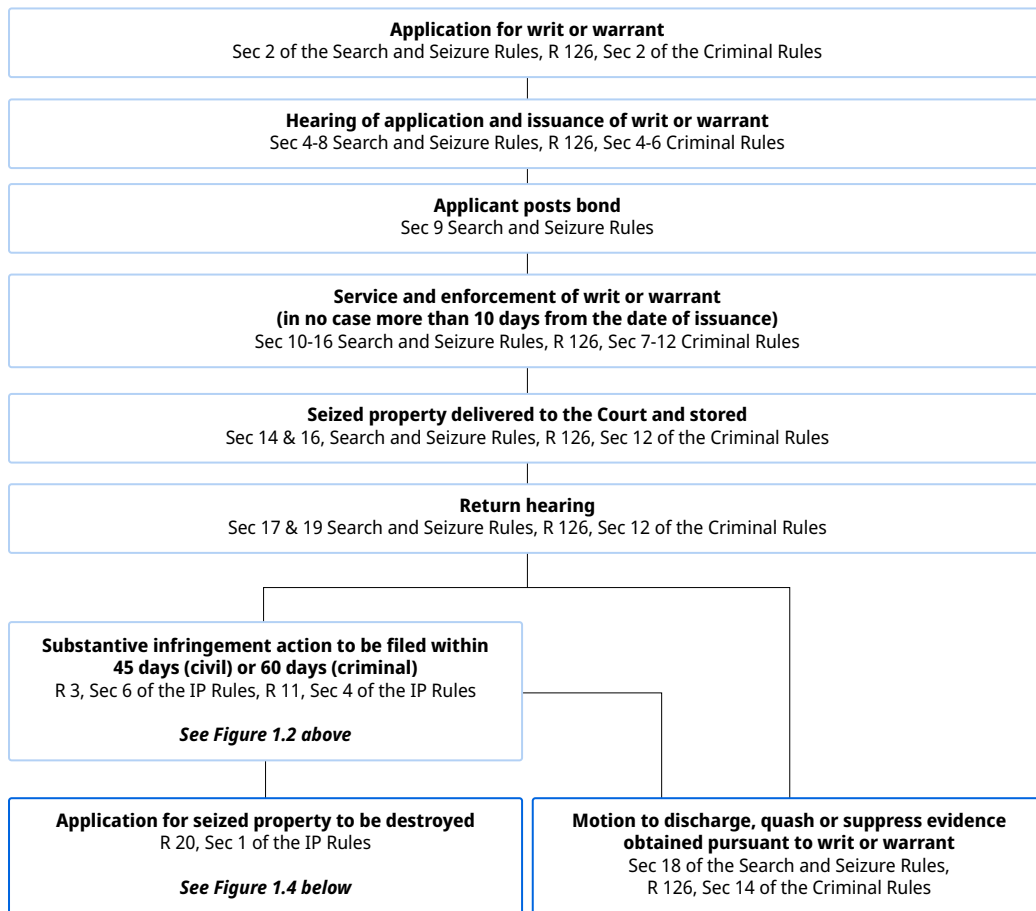 Application for writ or warrant
Sec 2 of the Search and Seizure Rules, R 126, Sec 2 of the Criminal Rules
Hearing of application and issuance of writ or warrant
Sec 4-8 Search and Seizure Rules, R 126, Sec 4-6 Criminal Rules
Applicant posts bond
Sec 9 Search and Seizure Rules
Service and enforcement of writ or warrant
(in no case more than 10 days from the date of issuance)
Sec 10-16 Search and Seizure Rules, R 126, Sec 7-12 Criminal Rules
Seized property delivered to the Court and stored
Sec 14 & 16, Search and Seizure Rules, R 126, Sec 12 of the Criminal Rules
Return hearing
Sec 17 & 19 Search and Seizure Rules, R 126, Sec 12 of the Criminal Rules
Substantive infringement action to be filed within
45 days (civil) or 60 days (criminal)
R 3, Sec 6 of the IP Rules, R 11, Sec 4 of the IP Rules
See Figure 1.2 above
Application for seized property to be destroyed
R 20, Sec 1 of the IP Rules
See Figure 1.4 below
Motion to discharge, quash or suppress evidence
obtained pursuant to writ or warrant
Sec 18 of the Search and Seizure Rules,
R 126, Sec 14 of the Criminal Rules